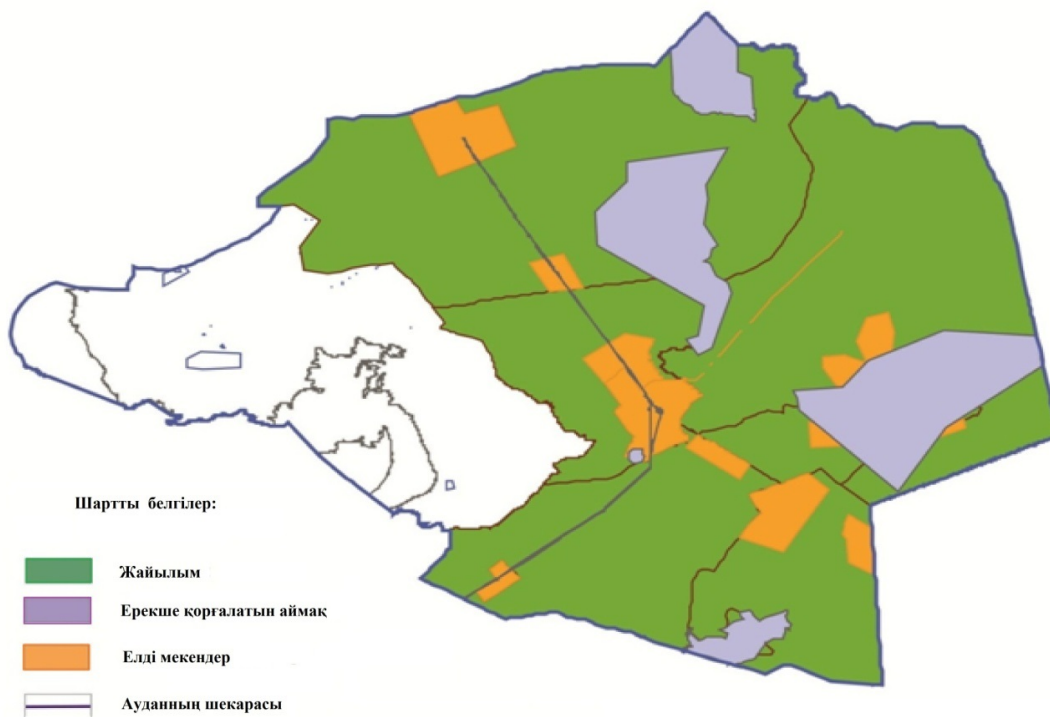 Шартты белгілер:
Жайылым
Ерекше қорғалатын аймақ
Елді мекендер
Ауданның шекарасы